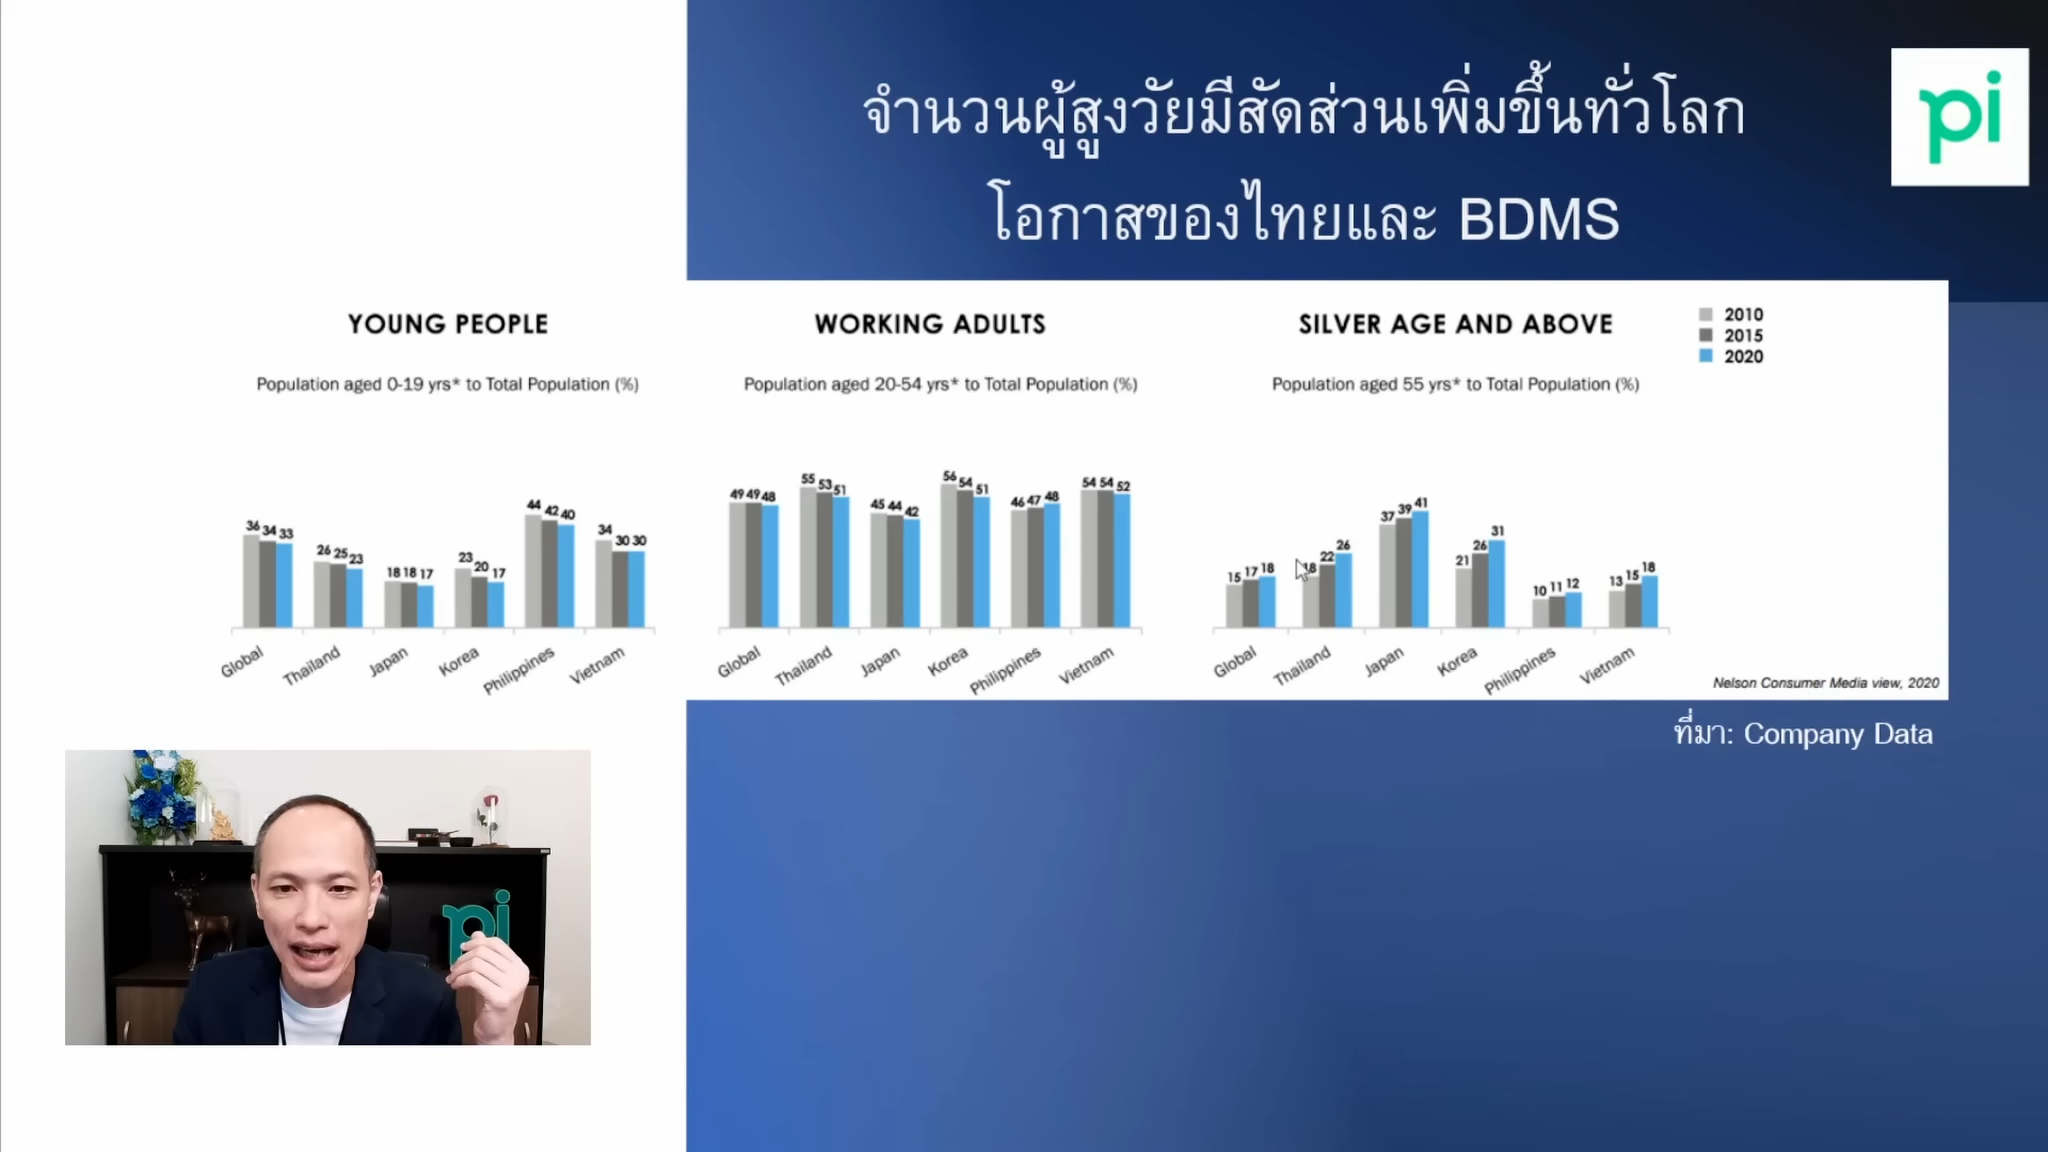 จำนวนผู้สูงวัยมีสัดส่วนเพิ่มขึ้นทั่วโลก
โอกาสของไทยและ BDMS
pi
YOUNG PEOPLE
Population aged 0-19 yrs* to Total Population (%)
36 34 33
26 25 23
18 18 17
23 20 17
44 42 40
34 30 30
Global Thailand Japan Korea Philippines Vietnam
WORKING ADULTS
Population aged 20-54 yrs* to Total Population (%)
49 49 48
55 53 51
45 44 42
56 54 51
46 47 48
54 54 52
Global Thailand Japan Korea Philippines Vietnam
SILVER AGE AND ABOVE
Population aged 55 yrs* to Total Population (%)
15 17 18
18 22 26
37 39 41
21 26 31
10 11 12
13 15 18
Global Thailand Japan Korea Philippines Vietnam
2010
2015
2020
Nelson Consumer Media view, 2020
ที่มา: Company Data
pi